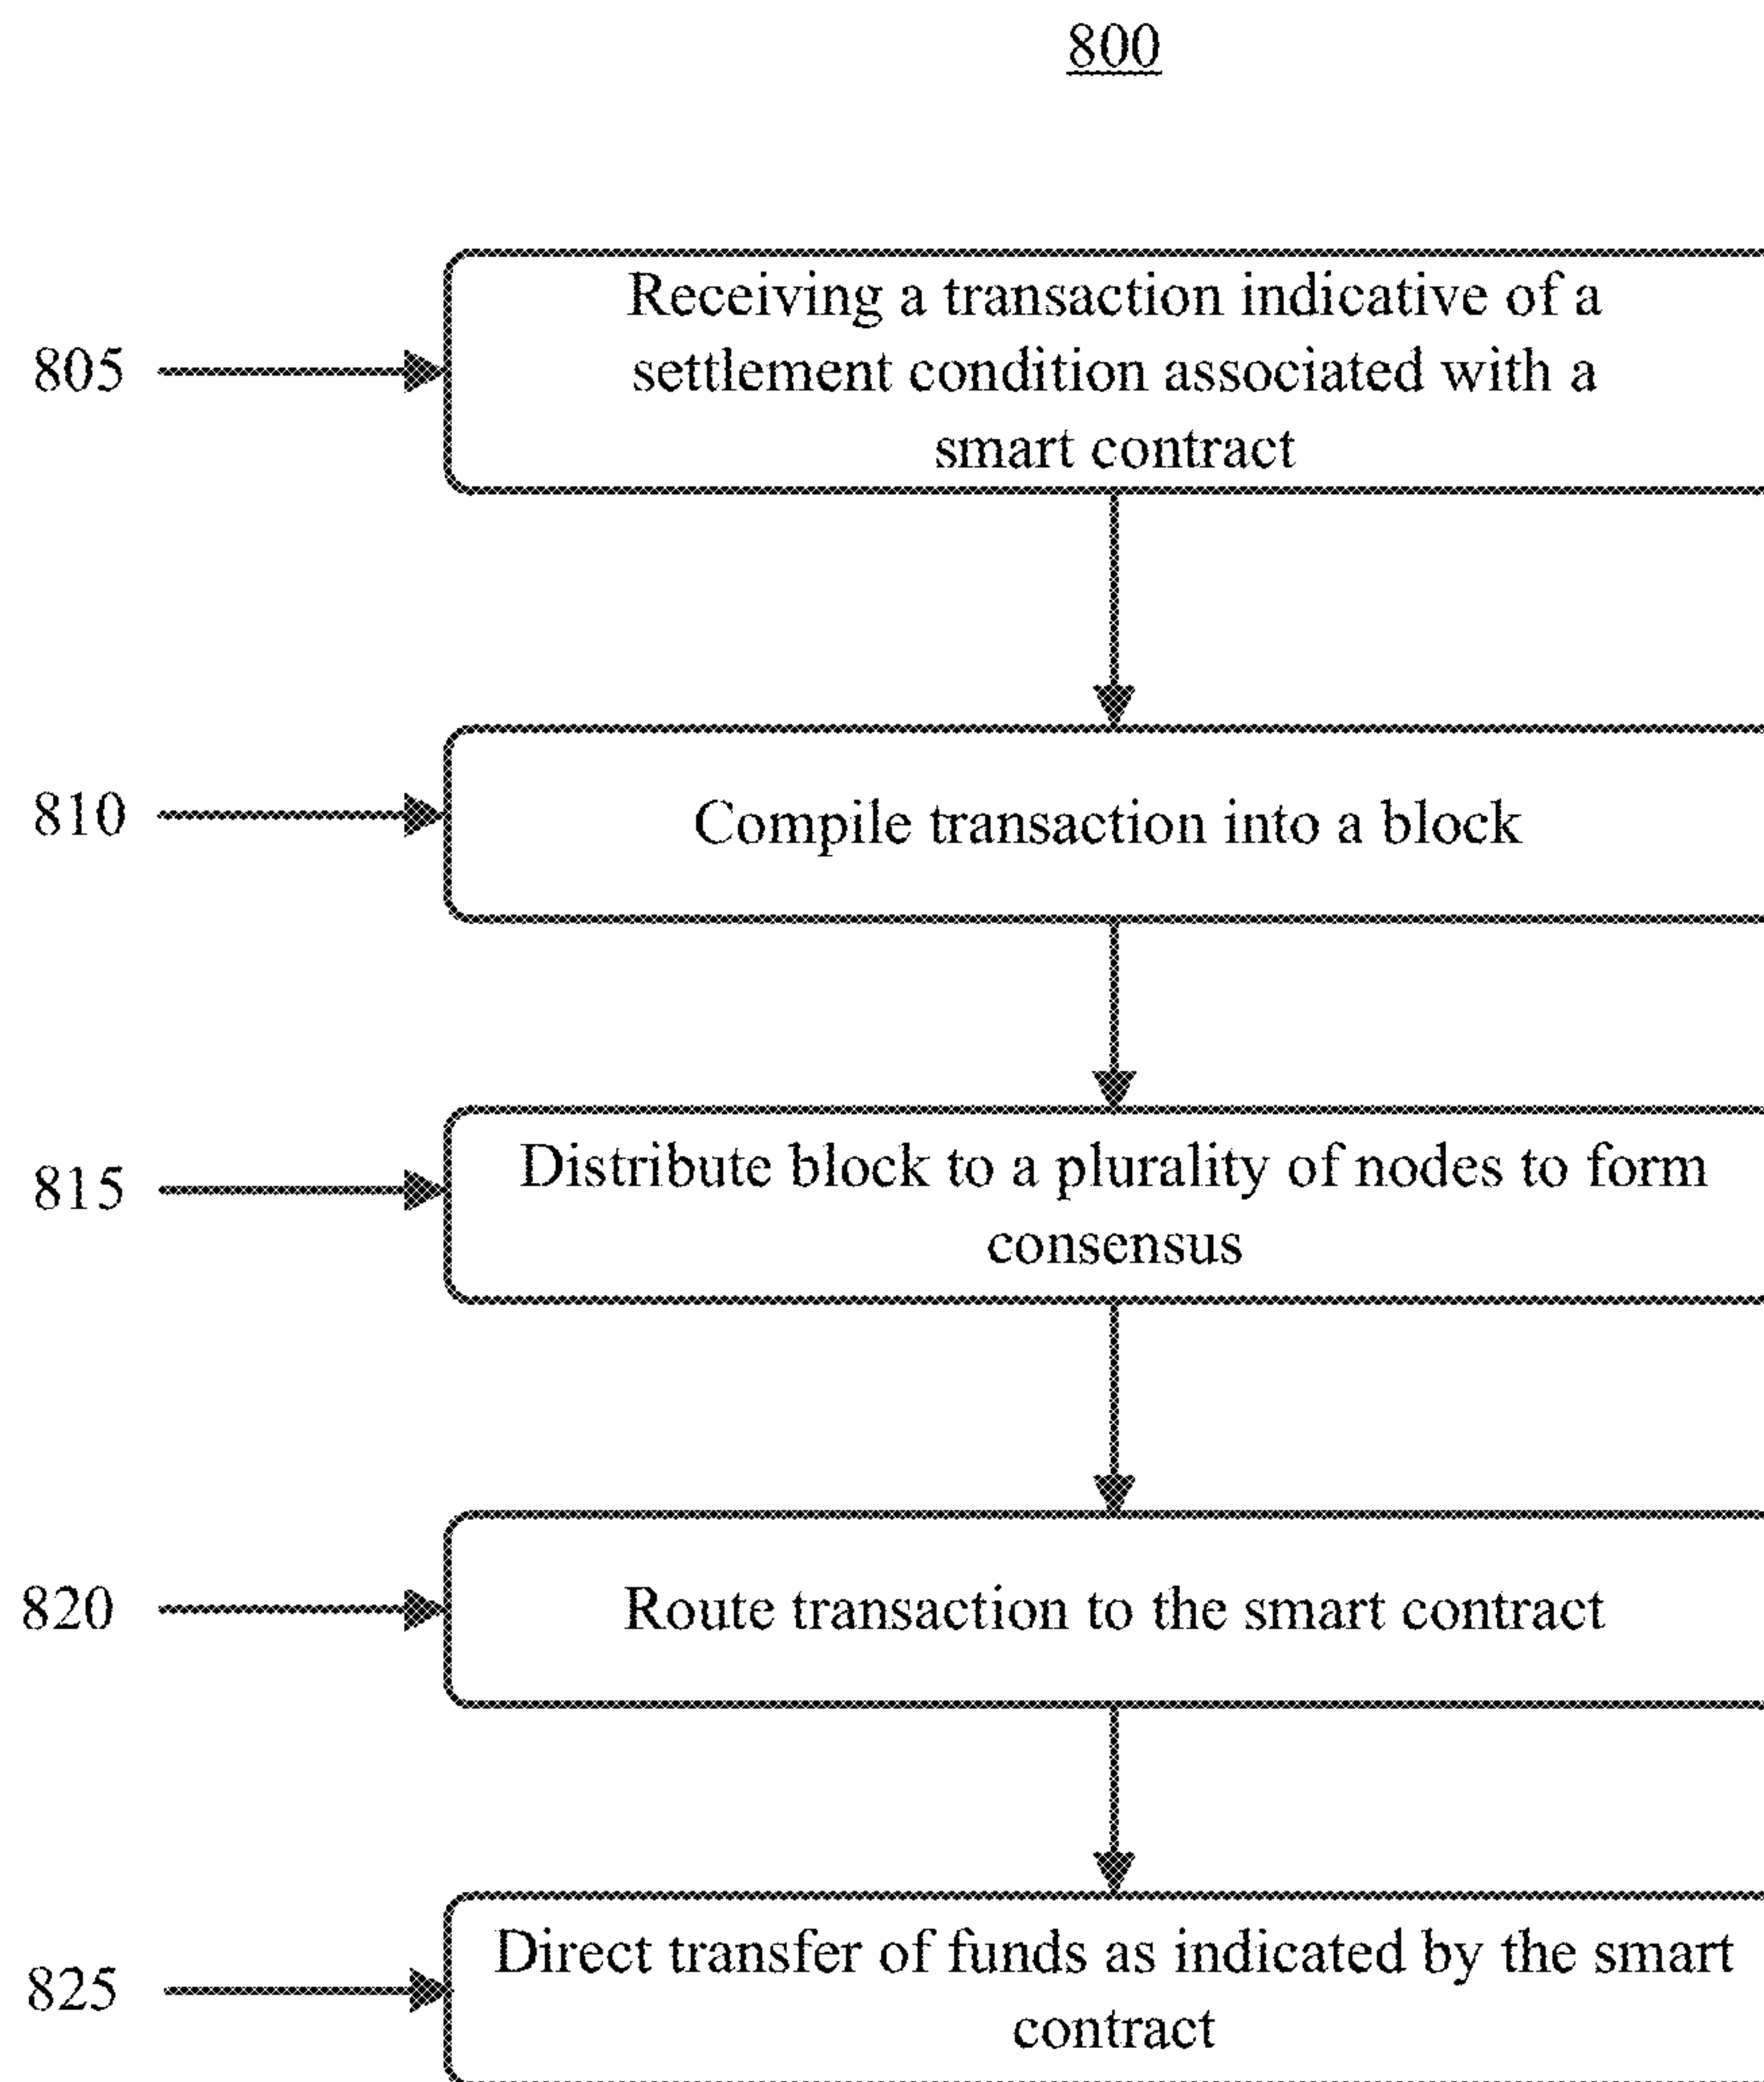 800
805
Receiving a transaction indicative of a
settlement condition associated with a
smart contract
810
Compile transaction into a block
815
Distribute block to a plurality of nodes to form
consensus
820
Route transaction to the smart contract
825
Direct transfer of funds as indicated by the smart
contract